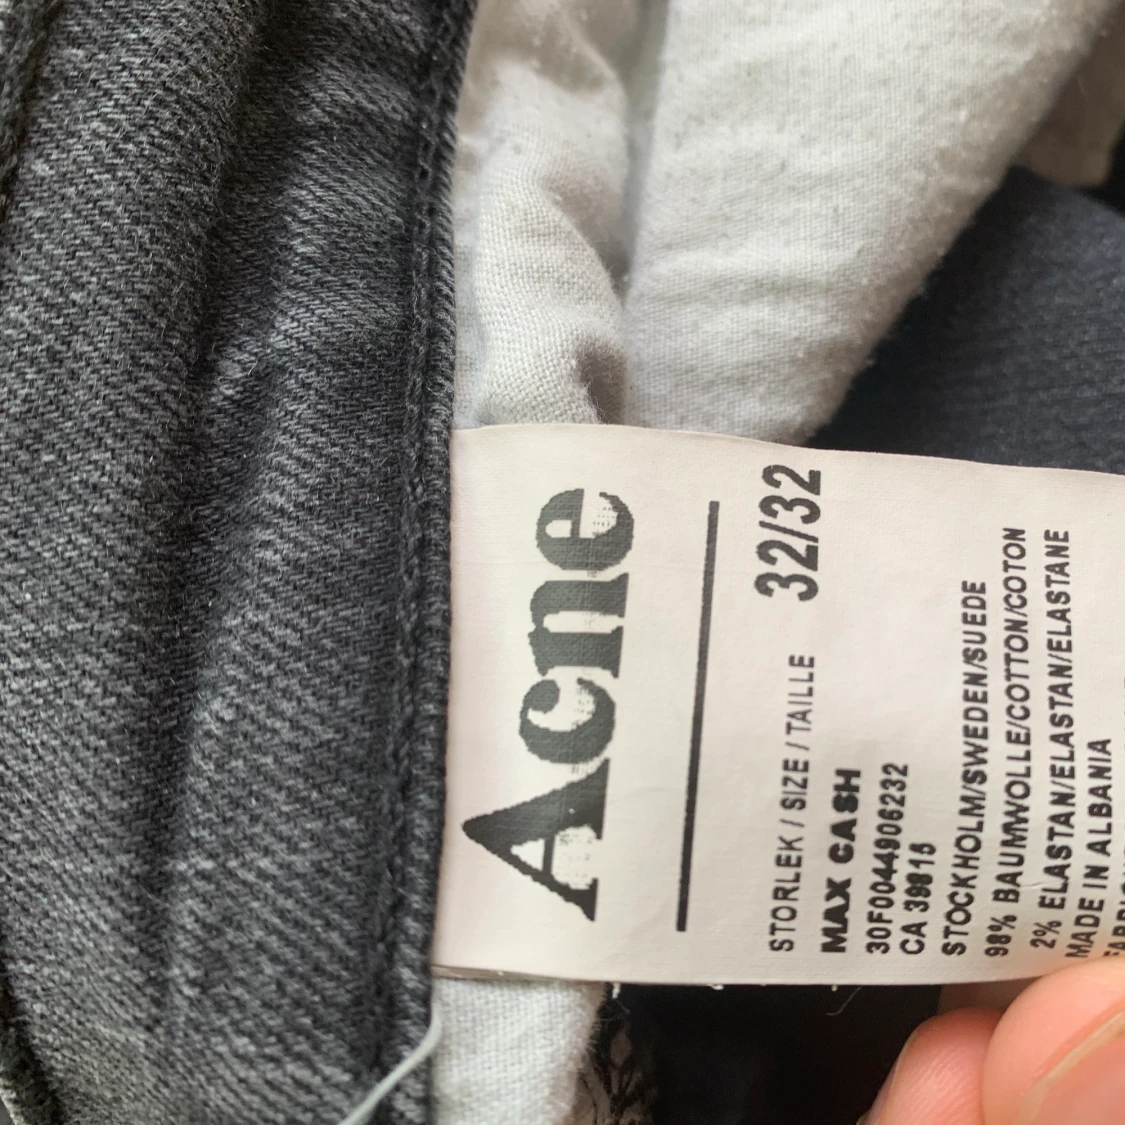 Acne
STORLEK / SIZE / TAILLE 32/32
MAX CASH
30F0044906232
CA 39815
STOCKHOLM/SWEDEN/SUEDE
98% BAUMWOLLE/COTTON/COTON
2% ELASTAN/ELASTAN/ELASTANE
MADE IN ALBANIA